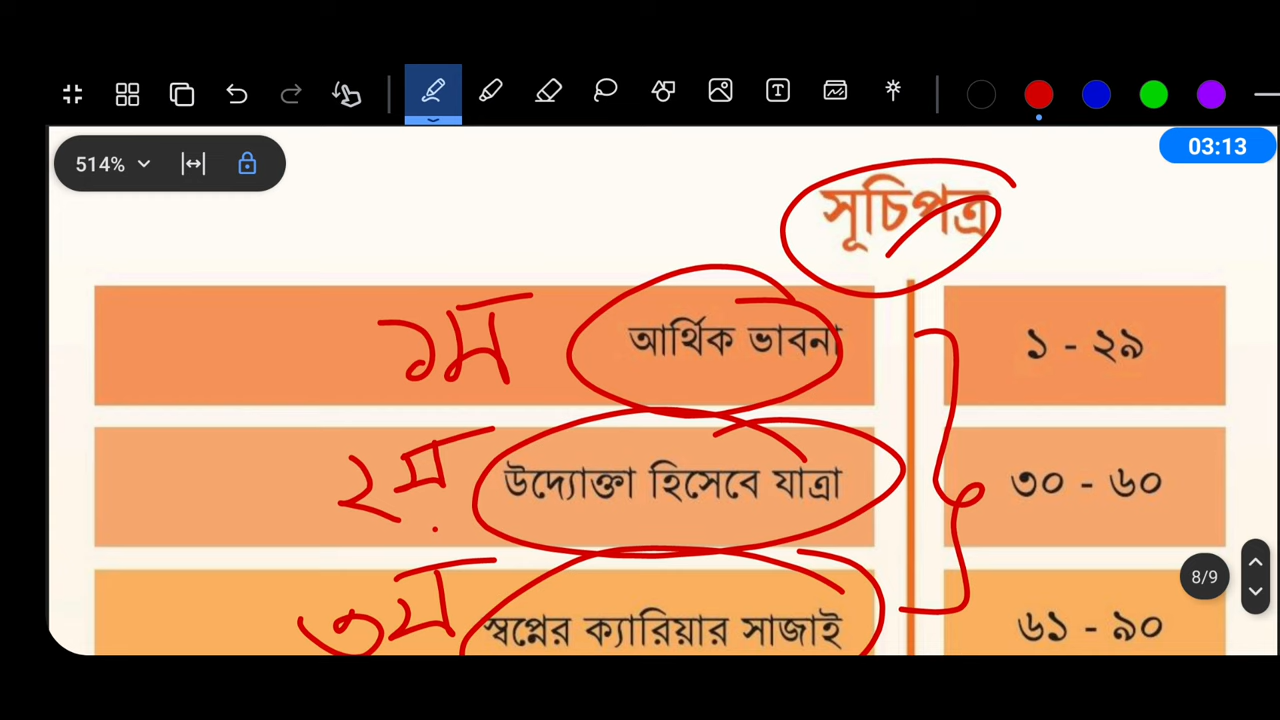 514%
03:13
সূচিপত্র
১ম আর্থিক ভাবনা ১ - ২৯
২য় উদ্যোক্তা হিসেবে যাত্রা ৩০ - ৬০
৩য় স্বপ্নের ক্যারিয়ার সাজাই ৬১ - ৯০
8/9